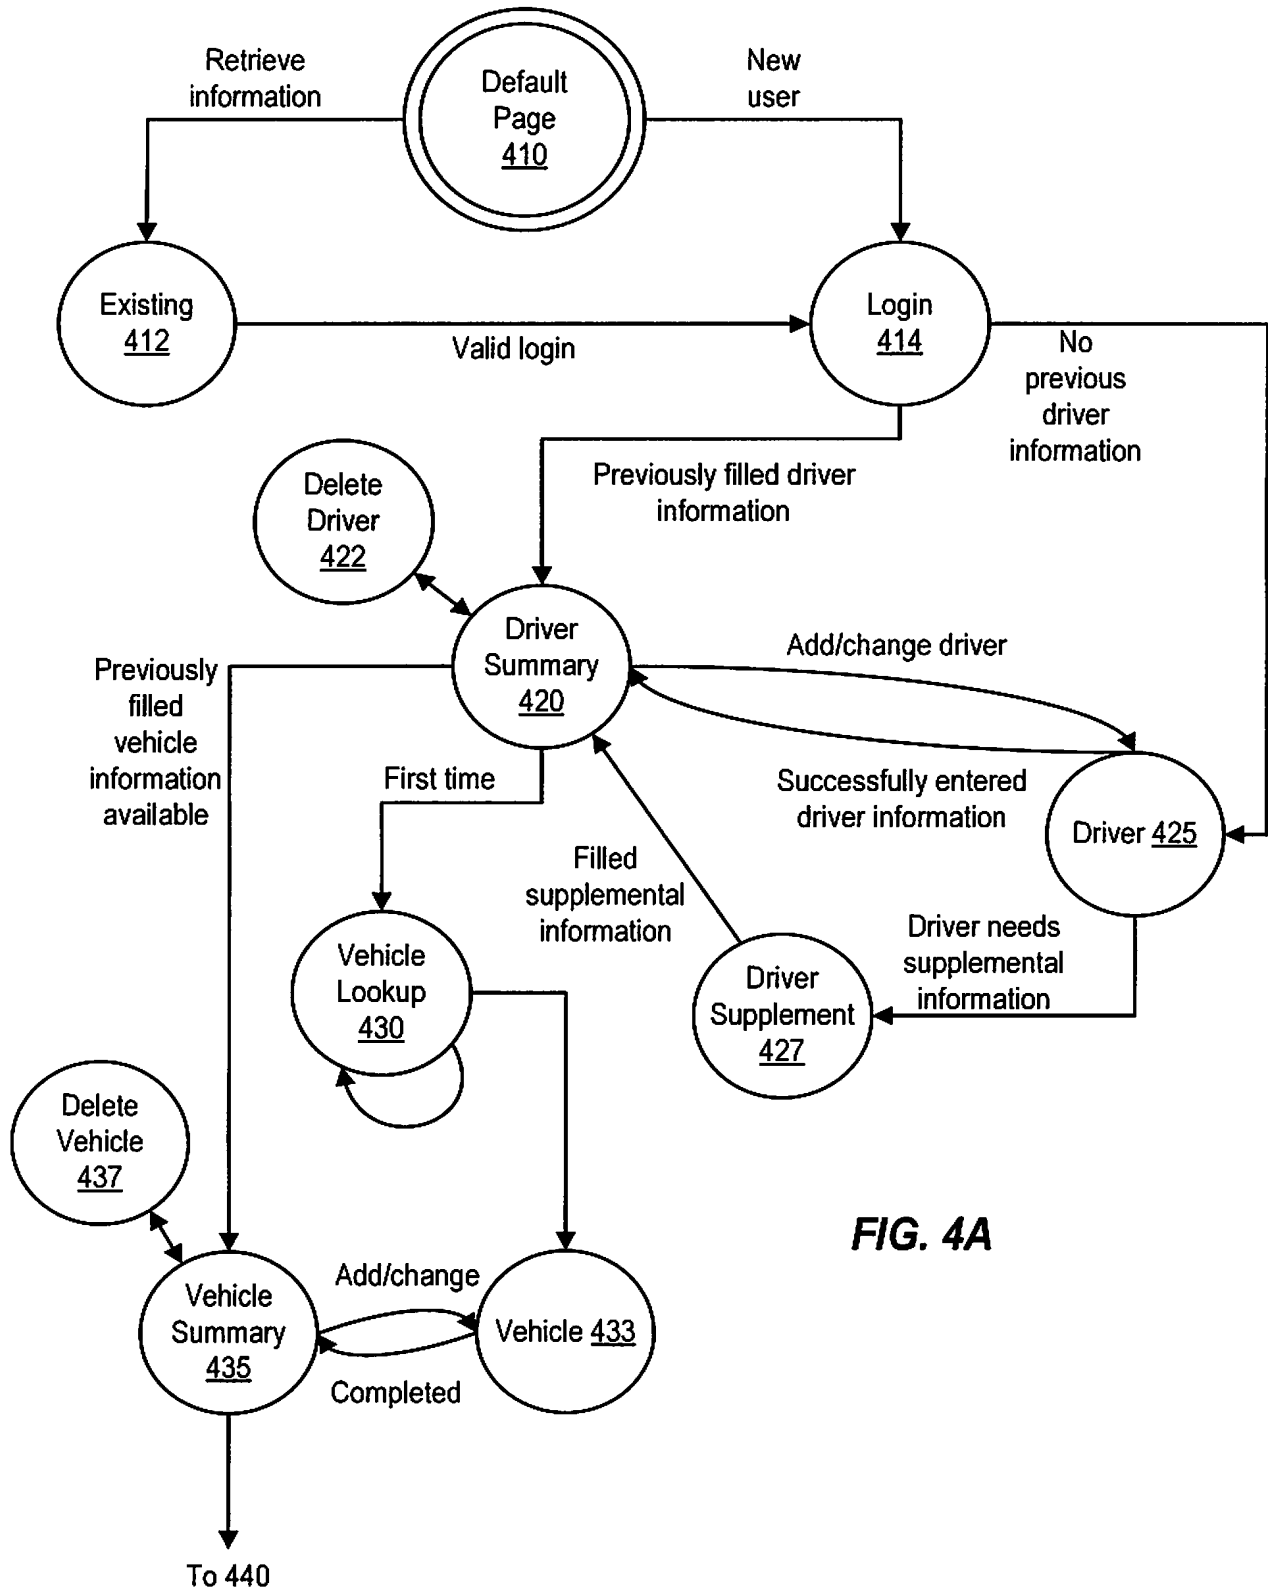 Retrieve
information
Default
Page
410
New
user
Existing
412
Valid login
Login
414
No
previous
driver
information
Previously filled driver
information
Delete
Driver
422
Driver
Summary
420
Add/change driver
Previously
filled
vehicle
information
available
First time
Successfully entered
driver information
Driver 425
Filled
supplemental
information
Driver needs
supplemental
information
Vehicle
Lookup
430
Driver
Supplement
427
Delete
Vehicle
437
FIG. 4A
Vehicle
Summary
435
Add/change
Vehicle 433
Completed
To 440